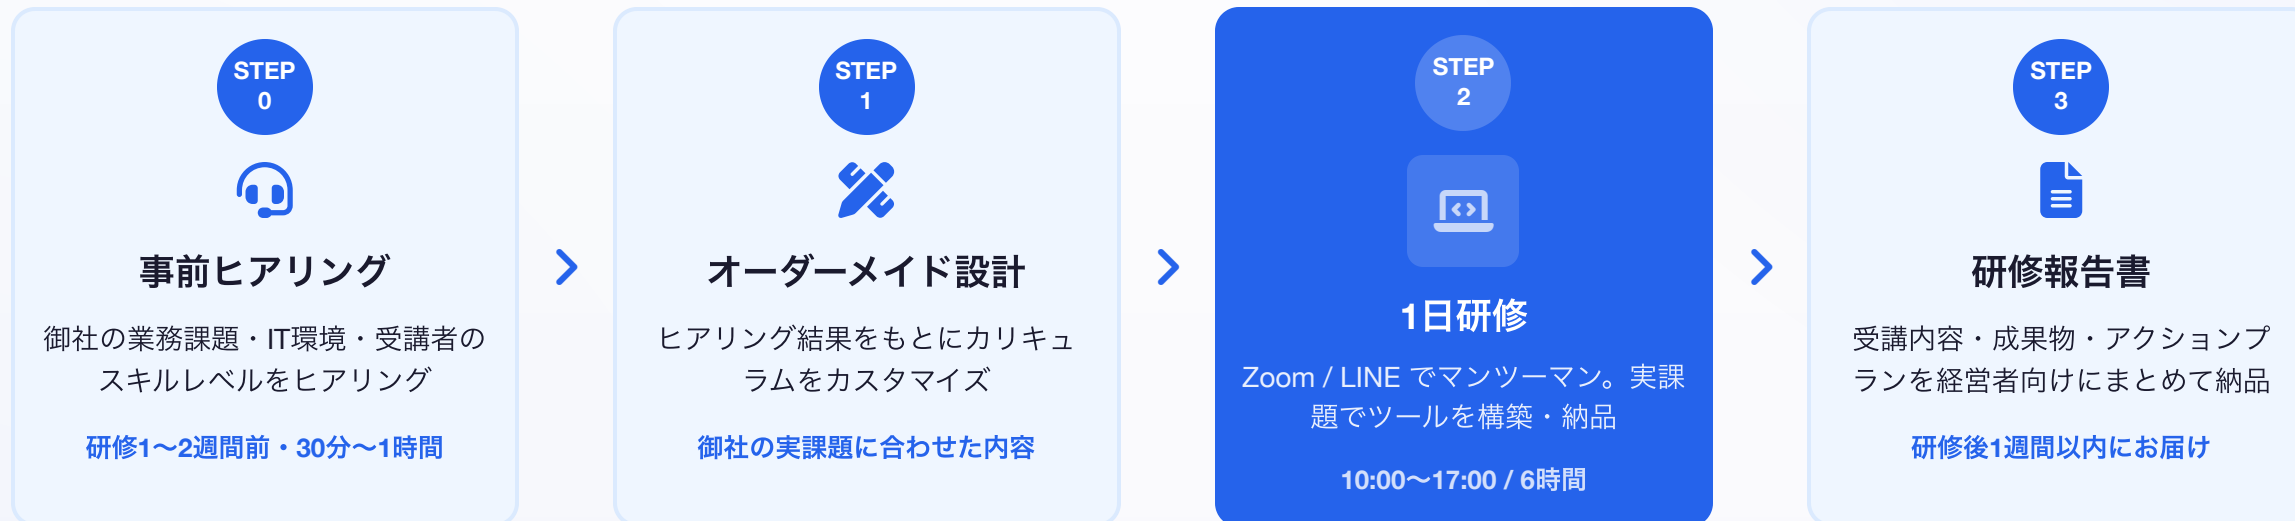 STEP
0
事前ヒアリング
御社の業務課題・IT環境・受講者の
スキルレベルをヒアリング
研修1〜2週間前・30分〜1時間
STEP
1
オーダーメイド設計
ヒアリング結果をもとにカリキュ
ラムをカスタマイズ
御社の実課題に合わせた内容
STEP
2
1日研修
Zoom / LINE でマンツーマン。実課
題でツールを構築・納品
10:00〜17:00 / 6時間
STEP
3
研修報告書
受講内容・成果物・アクションプ
ランを経営者向けにまとめて納品
研修後1週間以内にお届け